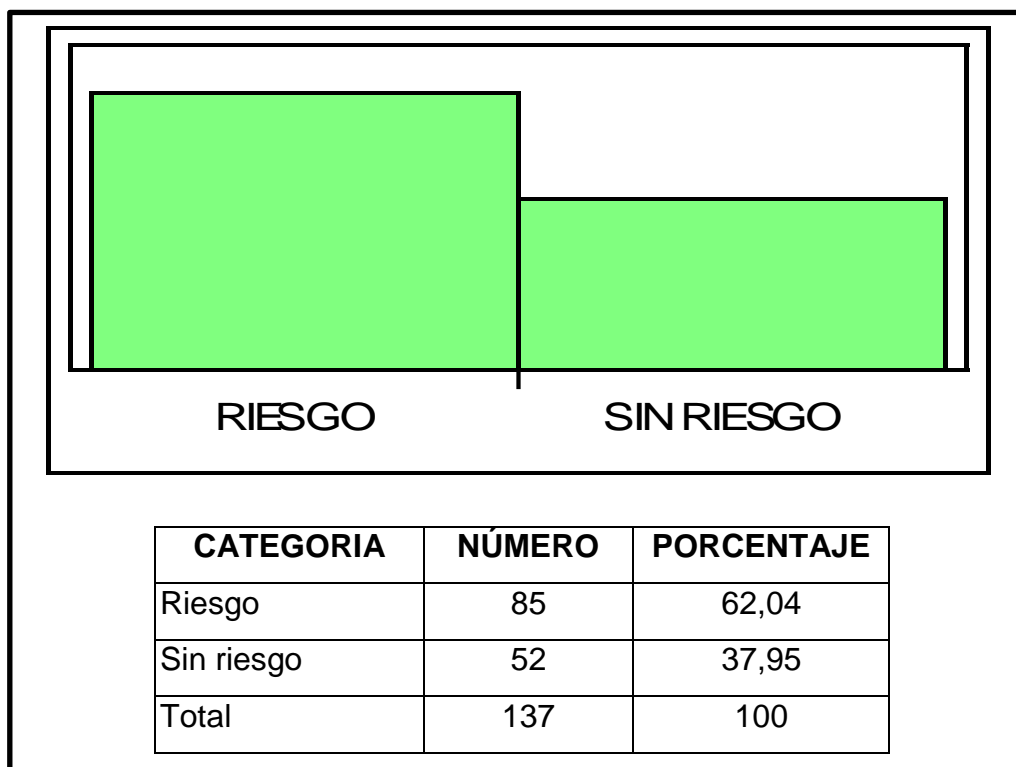 RIESGO SIN RIESGO
CATEGORIA NÚMERO PORCENTAJE
Riesgo 85 62,04
Sin riesgo 52 37,95
Total 137 100